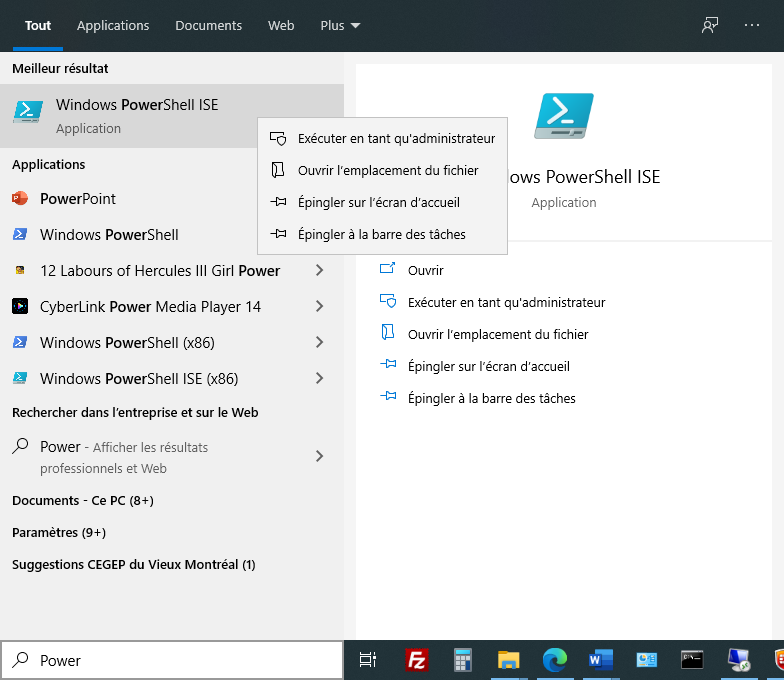 Tout Applications Documents Web Plus
Meilleur résultat
Windows PowerShell ISE
Application
Exécuter en tant qu'administrateur
Ouvrir l'emplacement du fichier
Épingler sur l'écran d'accueil
Épingler à la barre des tâches
Applications
PowerPoint
Windows PowerShell
12 Labours of Hercules III Girl Power
CyberLink Power Media Player 14
Windows PowerShell (x86)
Windows PowerShell ISE (x86)
Rechercher dans l'entreprise et sur le Web
Power - Afficher les résultats
professionnels et Web
Documents - Ce PC (8+)
Paramètres (9+)
Suggestions CEGEP du Vieux Montréal (1)
ows PowerShell ISE
Application
Ouvrir
Exécuter en tant qu'administrateur
Ouvrir l'emplacement du fichier
Épingler sur l'écran d'accueil
Épingler à la barre des tâches
Power